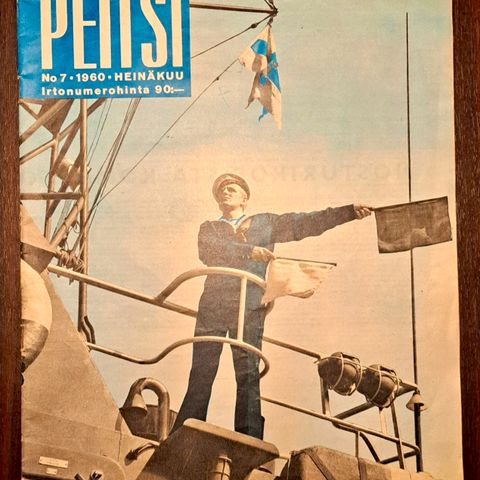 PEITSI
No 7 • 1960 • HEINÄKUU
Irtonumerohinta 90:—